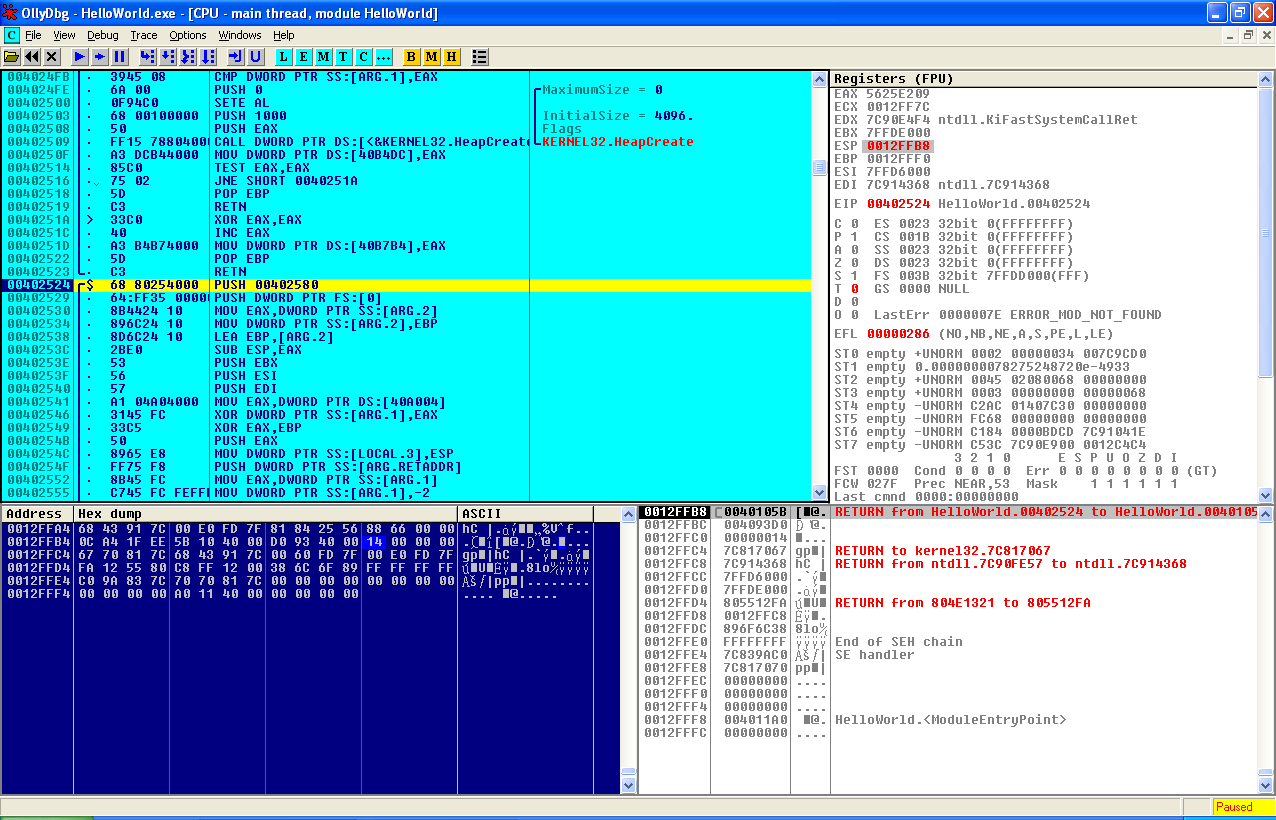 OllyDbg - HelloWorld.exe - [CPU - main thread, module HelloWorld]
C File View Debug Trace Options Windows Help
L E M T C ... B M H
004024FB 3945 08 CMP DWORD PTR SS:[ARG.1],EAX
004024FE 6A 00 PUSH 0 MaximumSize = 0
00402500 0F94C0 SETE AL
00402503 68 00100000 PUSH 1000 InitialSize = 4096.
00402508 50 PUSH EAX Flags
00402509 FF15 78804000 CALL DWORD PTR DS:[<&KERNEL32.HeapCreate KERNEL32.HeapCreate
0040250F A3 DCB44000 MOV DWORD PTR DS:[40B4DC],EAX
00402514 85C0 TEST EAX,EAX
00402516 75 02 JNE SHORT 0040251A
00402518 5D POP EBP
00402519 C3 RETN
0040251A > 33C0 XOR EAX,EAX
0040251C 40 INC EAX
0040251D A3 B4B74000 MOV DWORD PTR DS:[40B7B4],EAX
00402522 5D POP EBP
00402523 C3 RETN
00402524 $ 68 80254000 PUSH 00402580
00402529 64:FF35 00000 PUSH DWORD PTR FS:[0]
00402530 8B4424 10 MOV EAX,DWORD PTR SS:[ARG.2]
00402534 896C24 10 MOV DWORD PTR SS:[ARG.2],EBP
00402538 8D6C24 10 LEA EBP,[ARG.2]
0040253C 2BE0 SUB ESP,EAX
0040253E 53 PUSH EBX
0040253F 56 PUSH ESI
00402540 57 PUSH EDI
00402541 A1 04A04000 MOV EAX,DWORD PTR DS:[40A004]
00402546 3145 FC XOR DWORD PTR SS:[ARG.1],EAX
00402549 33C5 XOR EAX,EBP
0040254B 50 PUSH EAX
0040254C 8965 E8 MOV DWORD PTR SS:[LOCAL.3],ESP
0040254F FF75 F8 PUSH DWORD PTR SS:[ARG.RETADDR]
00402552 8B45 FC MOV EAX,DWORD PTR SS:[ARG.1]
00402555 C745 FC FEFFF MOV DWORD PTR SS:[ARG.1],-2
Registers (FPU)
EAX 5625E209
ECX 0012FF7C
EDX 7C90E4F4 ntdll.KiFastSystemCallRet
EBX 7FFDE000
ESP 0012FFB8
EBP 0012FFF0
ESI 7FFD6000
EDI 7C914368 ntdll.7C914368
EIP 00402524 HelloWorld.00402524
C 0 ES 0023 32bit 0(FFFFFFFF)
P 1 CS 001B 32bit 0(FFFFFFFF)
A 0 SS 0023 32bit 0(FFFFFFFF)
Z 0 DS 0023 32bit 0(FFFFFFFF)
S 1 FS 003B 32bit 7FFDD000(FFF)
T 0 GS 0000 NULL
D 0
O 0 LastErr 0000007E ERROR_MOD_NOT_FOUND
EFL 00000286 (NO,NB,NE,A,S,PE,L,LE)
ST0 empty +UNORM 0002 00000034 007C9CD0
ST1 empty 0.0000000078275248720e-4933
ST2 empty +UNORM 0045 02080068 00000000
ST3 empty +UNORM 0003 00000000 00000068
ST4 empty -UNORM C2AC 01407C30 00000000
ST5 empty -UNORM FC68 00000000 00000000
ST6 empty -UNORM C184 0000BDCD 7C91041E
ST7 empty -UNORM C53C 7C90E900 0012C4C4
3 2 1 0 E S P U O Z D I
FST 0000 Cond 0 0 0 0 Err 0 0 0 0 0 0 0 0 (GT)
FCW 027F Prec NEAR,53 Mask 1 1 1 1 1 1
Last cmnd 0000:00000000
Address Hex dump ASCII
0012FFA4 68 43 91 7C 00 E0 FD 7F 81 84 25 56 88 66 00 00
0012FFB4 0C A4 1F EE 5B 10 40 00 D0 93 40 00 14 00 00 00
0012FFC4 67 70 81 7C 68 43 91 7C 00 60 FD 7F 00 E0 FD 7F
0012FFD4 FA 12 55 80 C8 FF 12 00 38 6C 6F 89 FF FF FF FF
0012FFE4 C0 9A 83 7C 70 70 81 7C 00 00 00 00 00 00 00 00
0012FFF4 00 00 00 00 A0 11 40 00 00 00 00 00
0012FFB8 0040105B RETURN from HelloWorld.00402524 to HelloWorld.0040105
0012FFBC 004093D0
0012FFC0 00000014
0012FFC4 7C817067 RETURN to kernel32.7C817067
0012FFC8 7C914368 RETURN from ntdll.7C90FE57 to ntdll.7C914368
0012FFCC 7FFD6000
0012FFD0 7FFDE000
0012FFD4 805512FA RETURN from 804E1321 to 805512FA
0012FFD8 0012FFC8
0012FFDC 896F6C38
0012FFE0 FFFFFFFF End of SEH chain
0012FFE4 7C839AC0 SE handler
0012FFE8 7C817070
0012FFEC 00000000
0012FFF0 00000000
0012FFF4 00000000
0012FFF8 004011A0 HelloWorld.<ModuleEntryPoint>
0012FFFC 00000000
Paused